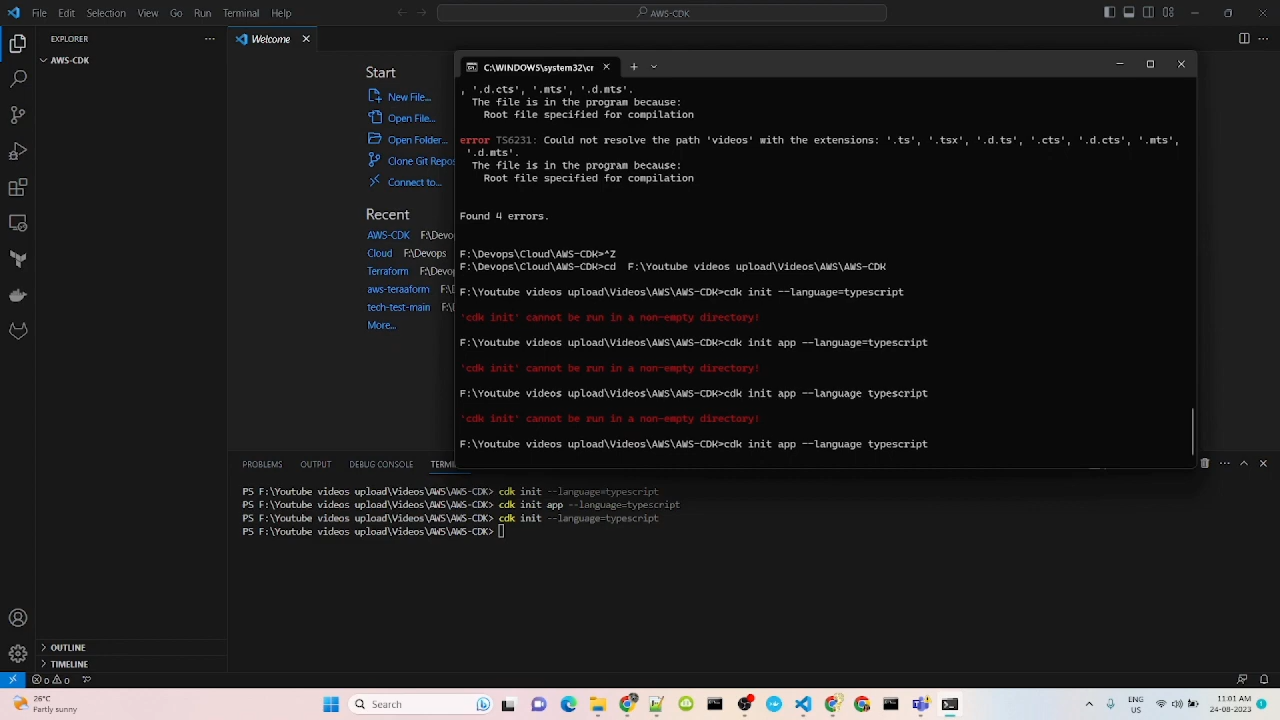 File Edit Selection View Go Run Terminal Help
AWS-CDK
EXPLORER
AWS-CDK
Welcome
Start
New File...
Open File...
Open Folder...
Clone Git Repos
Connect to...
Recent
AWS-CDK F:\Devo
Cloud F:\Devops
Terraform F:\De
aws-teraaform F:\D
tech-test-main F:\
More...
C:\WINDOWS\system32\cr
, '.d.cts', '.mts', '.d.mts'.
The file is in the program because:
Root file specified for compilation
error TS6231: Could not resolve the path 'videos' with the extensions: '.ts', '.tsx', '.d.ts', '.cts', '.d.cts', '.mts',
'.d.mts'.
The file is in the program because:
Root file specified for compilation
Found 4 errors.
F:\Devops\Cloud\AWS-CDK>^Z
F:\Devops\Cloud\AWS-CDK>cd  F:\Youtube videos upload\Videos\AWS\AWS-CDK
F:\Youtube videos upload\Videos\AWS\AWS-CDK>cdk init --language=typescript
'cdk init' cannot be run in a non-empty directory!
F:\Youtube videos upload\Videos\AWS\AWS-CDK>cdk init app --language=typescript
'cdk init' cannot be run in a non-empty directory!
F:\Youtube videos upload\Videos\AWS\AWS-CDK>cdk init app --language typescript
'cdk init' cannot be run in a non-empty directory!
F:\Youtube videos upload\Videos\AWS\AWS-CDK>cdk init app --language typescript
PROBLEMS OUTPUT DEBUG CONSOLE TERMI
PS F:\Youtube videos upload\Videos\AWS\AWS-CDK> cdk init --language=typescript
PS F:\Youtube videos upload\Videos\AWS\AWS-CDK> cdk init app --language=typescript
PS F:\Youtube videos upload\Videos\AWS\AWS-CDK> cdk init --language=typescript
PS F:\Youtube videos upload\Videos\AWS\AWS-CDK>
OUTLINE
TIMELINE
0 0
26°C
Partly sunny
Search
ENG
US
11:01 AM
24-08-2023